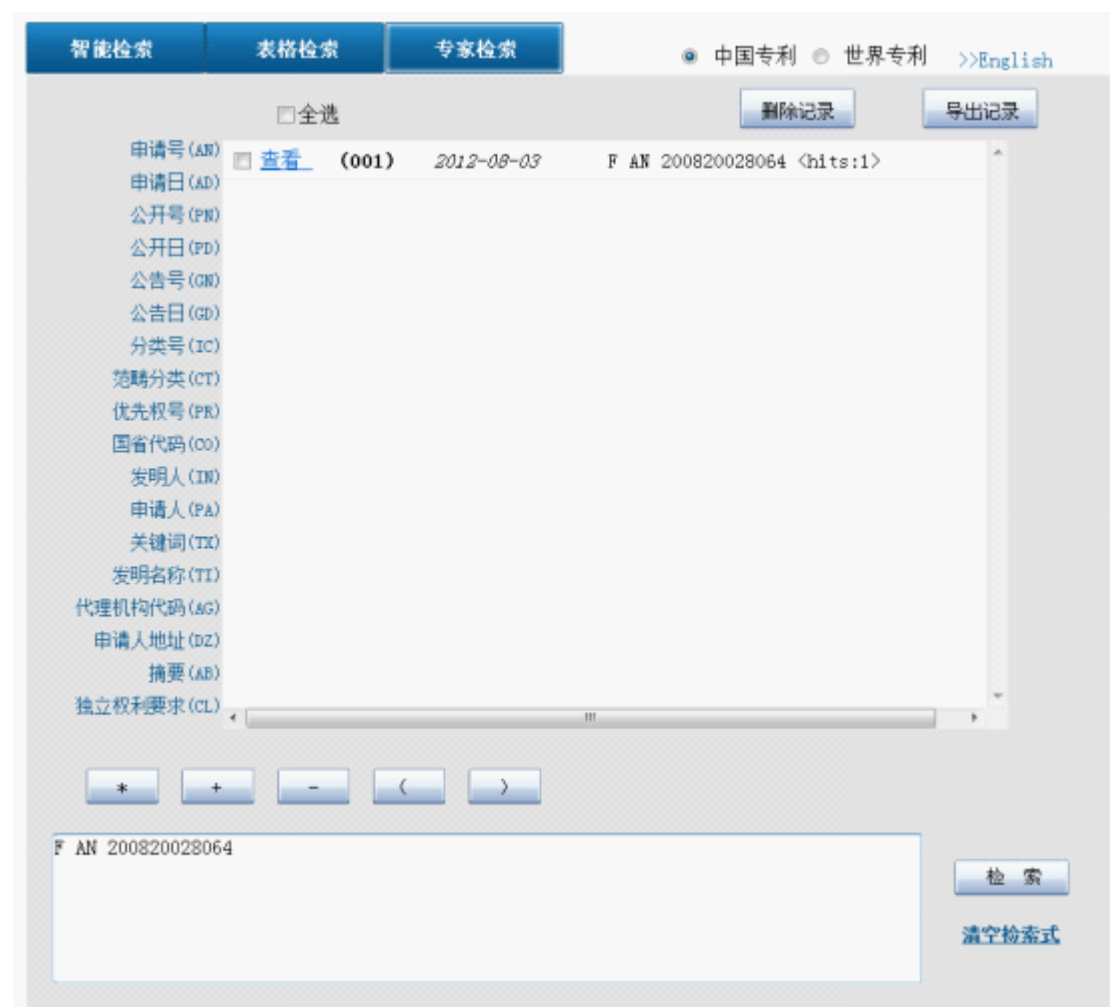 智能检索 表格检索 专家检索 中国专利 世界专利 >>English
全选 删除记录 导出记录
申请号(AN) 查看 (001) 2012-08-03 F AN 200820028064 <hits:1>
申请日(AD)
公开号(PN)
公开日(PD)
公告号(GN)
公告日(GD)
分类号(IC)
范畴分类(CT)
优先权号(PR)
国省代码(CO)
发明人(IN)
申请人(PA)
关键词(TX)
发明名称(TI)
代理机构代码(AG)
申请人地址(DZ)
摘要(AB)
独立权利要求(CL)
* + - ( )
F AN 200820028064
检 索
清空检索式